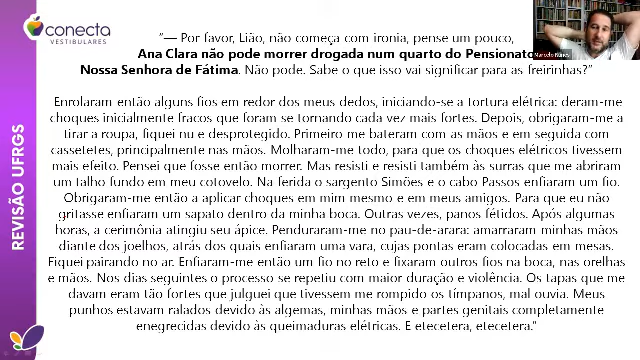 conecta
VESTIBULARES
REVISÃO UFRGS
Marcelo Nunes
“— Por favor, Lião, não começa com ironia, pense um pouco,
Ana Clara não pode morrer drogada num quarto do Pensionato
Nossa Senhora de Fátima. Não pode. Sabe o que isso vai significar para as freirinhas?”
Enrolaram então alguns fios em redor dos meus dedos, iniciando-se a tortura elétrica: deram-me
choques inicialmente fracos que foram se tornando cada vez mais fortes. Depois, obrigaram-me a
tirar a roupa, fiquei nu e desprotegido. Primeiro me bateram com as mãos e em seguida com
cassetetes, principalmente nas mãos. Molharam-me todo, para que os choques elétricos tivessem
mais efeito. Pensei que fosse então morrer. Mas resisti e resisti também às surras que me abriram
um talho fundo em meu cotovelo. Na ferida o sargento Simões e o cabo Passos enfiaram um fio.
Obrigaram-me então a aplicar choques em mim mesmo e em meus amigos. Para que eu não
gritasse enfiaram um sapato dentro da minha boca. Outras vezes, panos fétidos. Após algumas
horas, a cerimônia atingiu seu ápice. Penduraram-me no pau-de-arara: amarraram minhas mãos
diante dos joelhos, atrás dos quais enfiaram uma vara, cujas pontas eram colocadas em mesas.
Fiquei pairando no ar. Enfiaram-me então um fio no reto e fixaram outros fios na boca, nas orelhas
e mãos. Nos dias seguintes o processo se repetiu com maior duração e violência. Os tapas que me
davam eram tão fortes que julguei que tivessem me rompido os tímpanos, mal ouvia. Meus
punhos estavam ralados devido às algemas, minhas mãos e partes genitais completamente
enegrecidas devido às queimaduras elétricas. E etecetera, etecetera.”